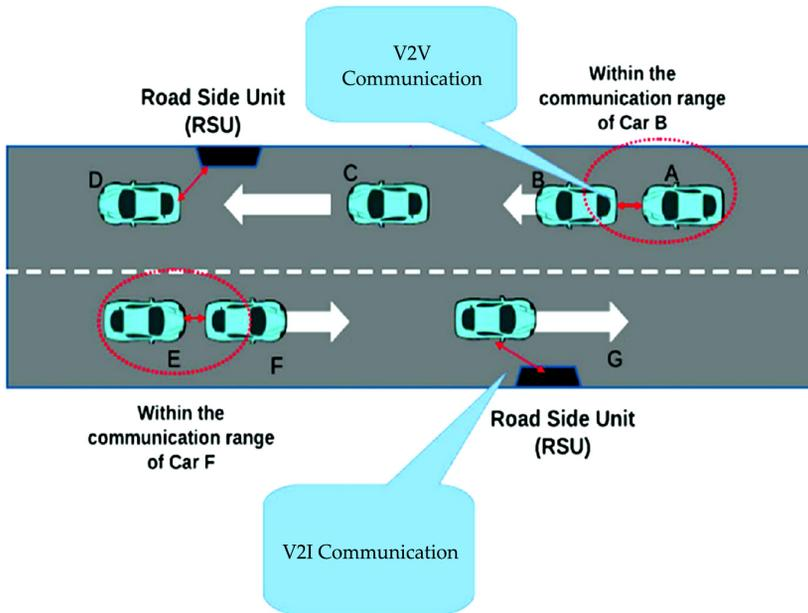 V2V
Communication
Within the
communication range
of Car B
Road Side Unit
(RSU)
D
C
B
A
E
F
G
Within the
communication range
of Car F
Road Side Unit
(RSU)
V2I Communication